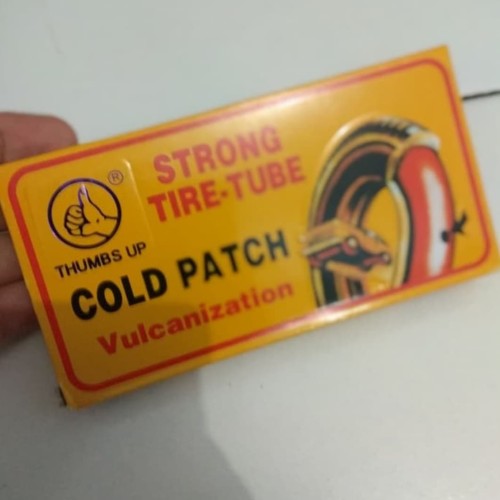 STRONG
TIRE-TUBE
®
THUMBS UP
COLD PATCH
Vulcanization